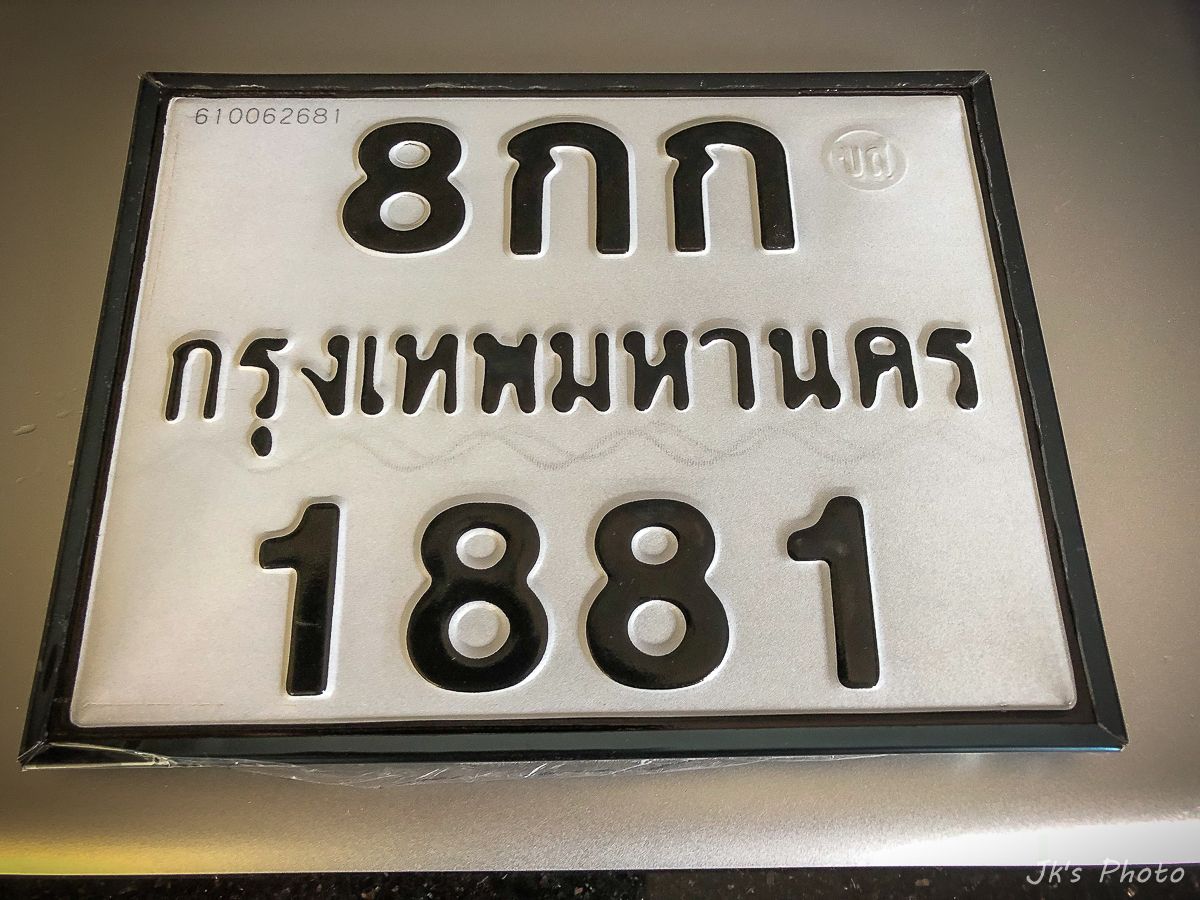 610062681
8กก
ขส
กรุงเทพมหานคร
1881
Jk's Photo